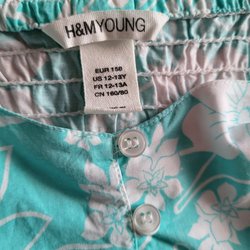 H&M YOUNG
EUR 158
US 12-13Y
FR 12-13A
CN 160/80